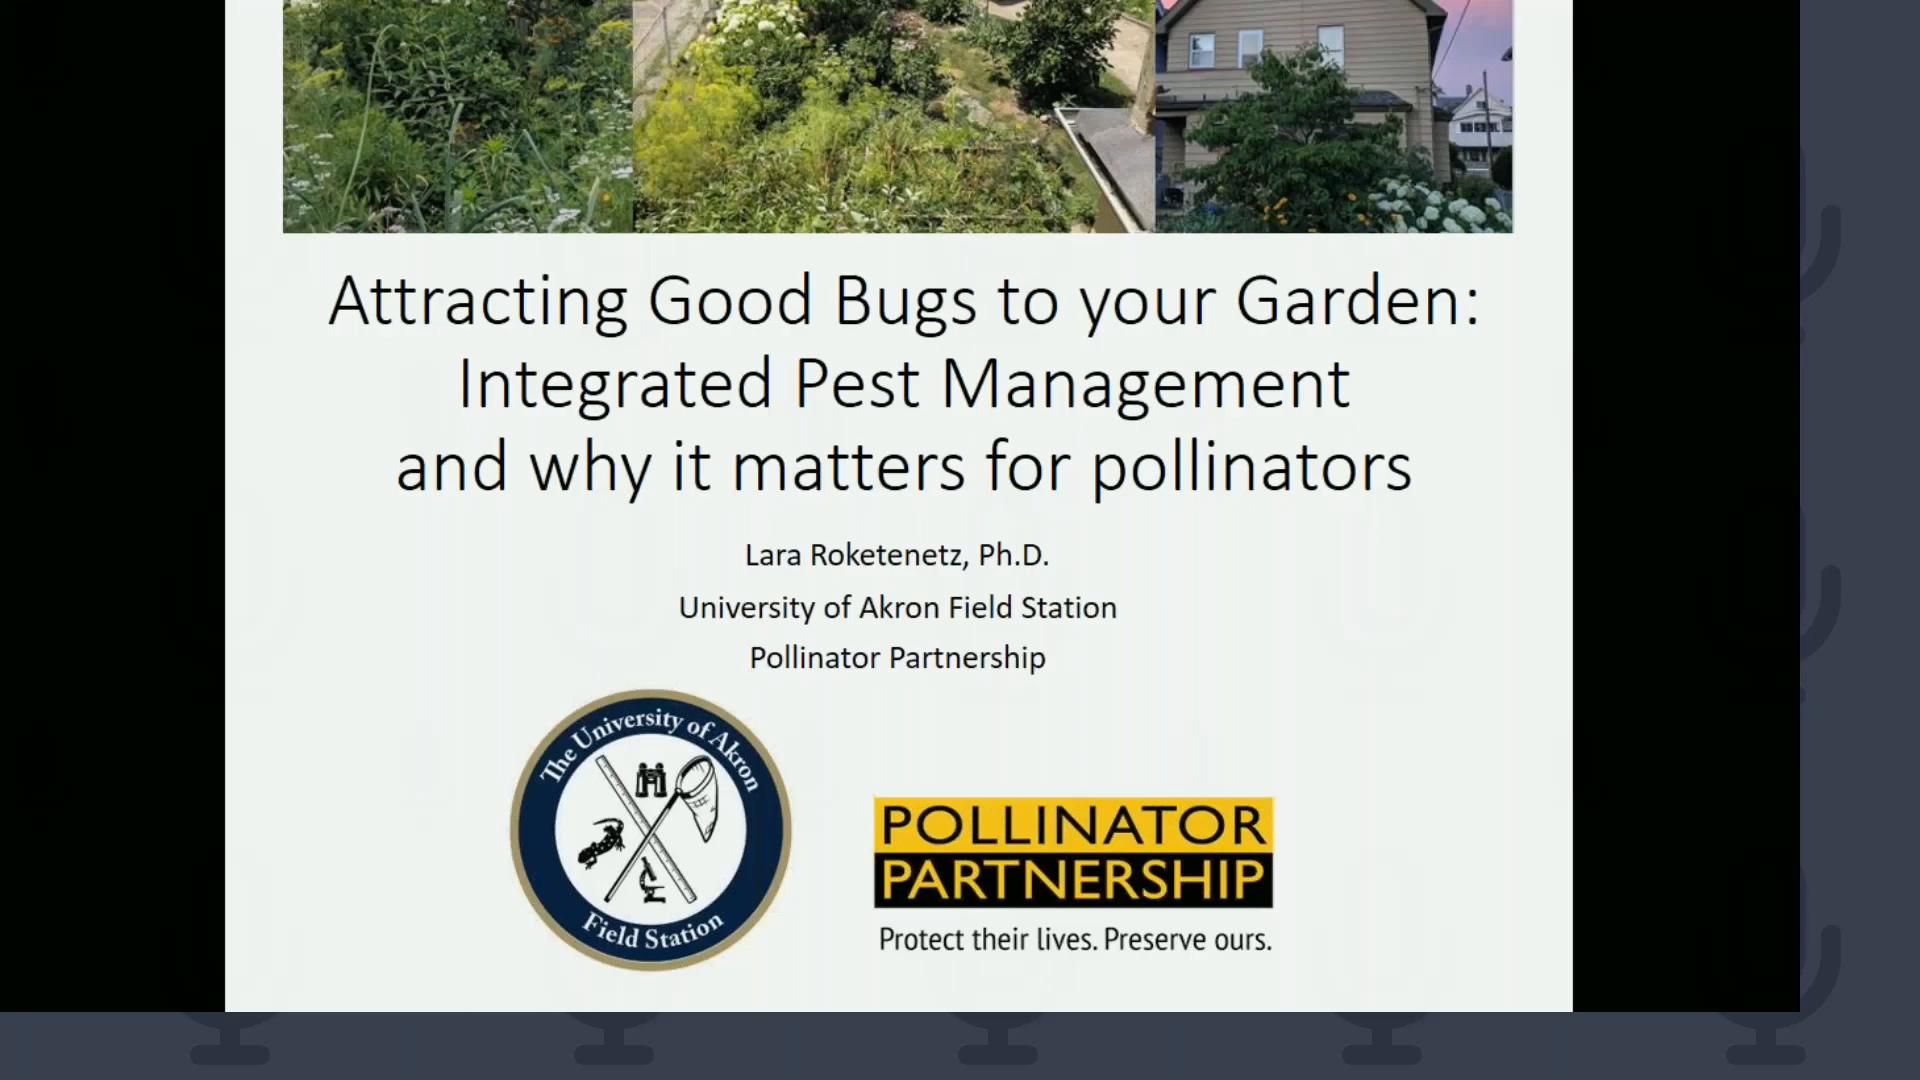 Attracting Good Bugs to your Garden:
Integrated Pest Management
and why it matters for pollinators
Lara Roketenetz, Ph.D.
University of Akron Field Station
Pollinator Partnership
The University of Akron
Field Station
POLLINATOR
PARTNERSHIP
Protect their lives. Preserve ours.